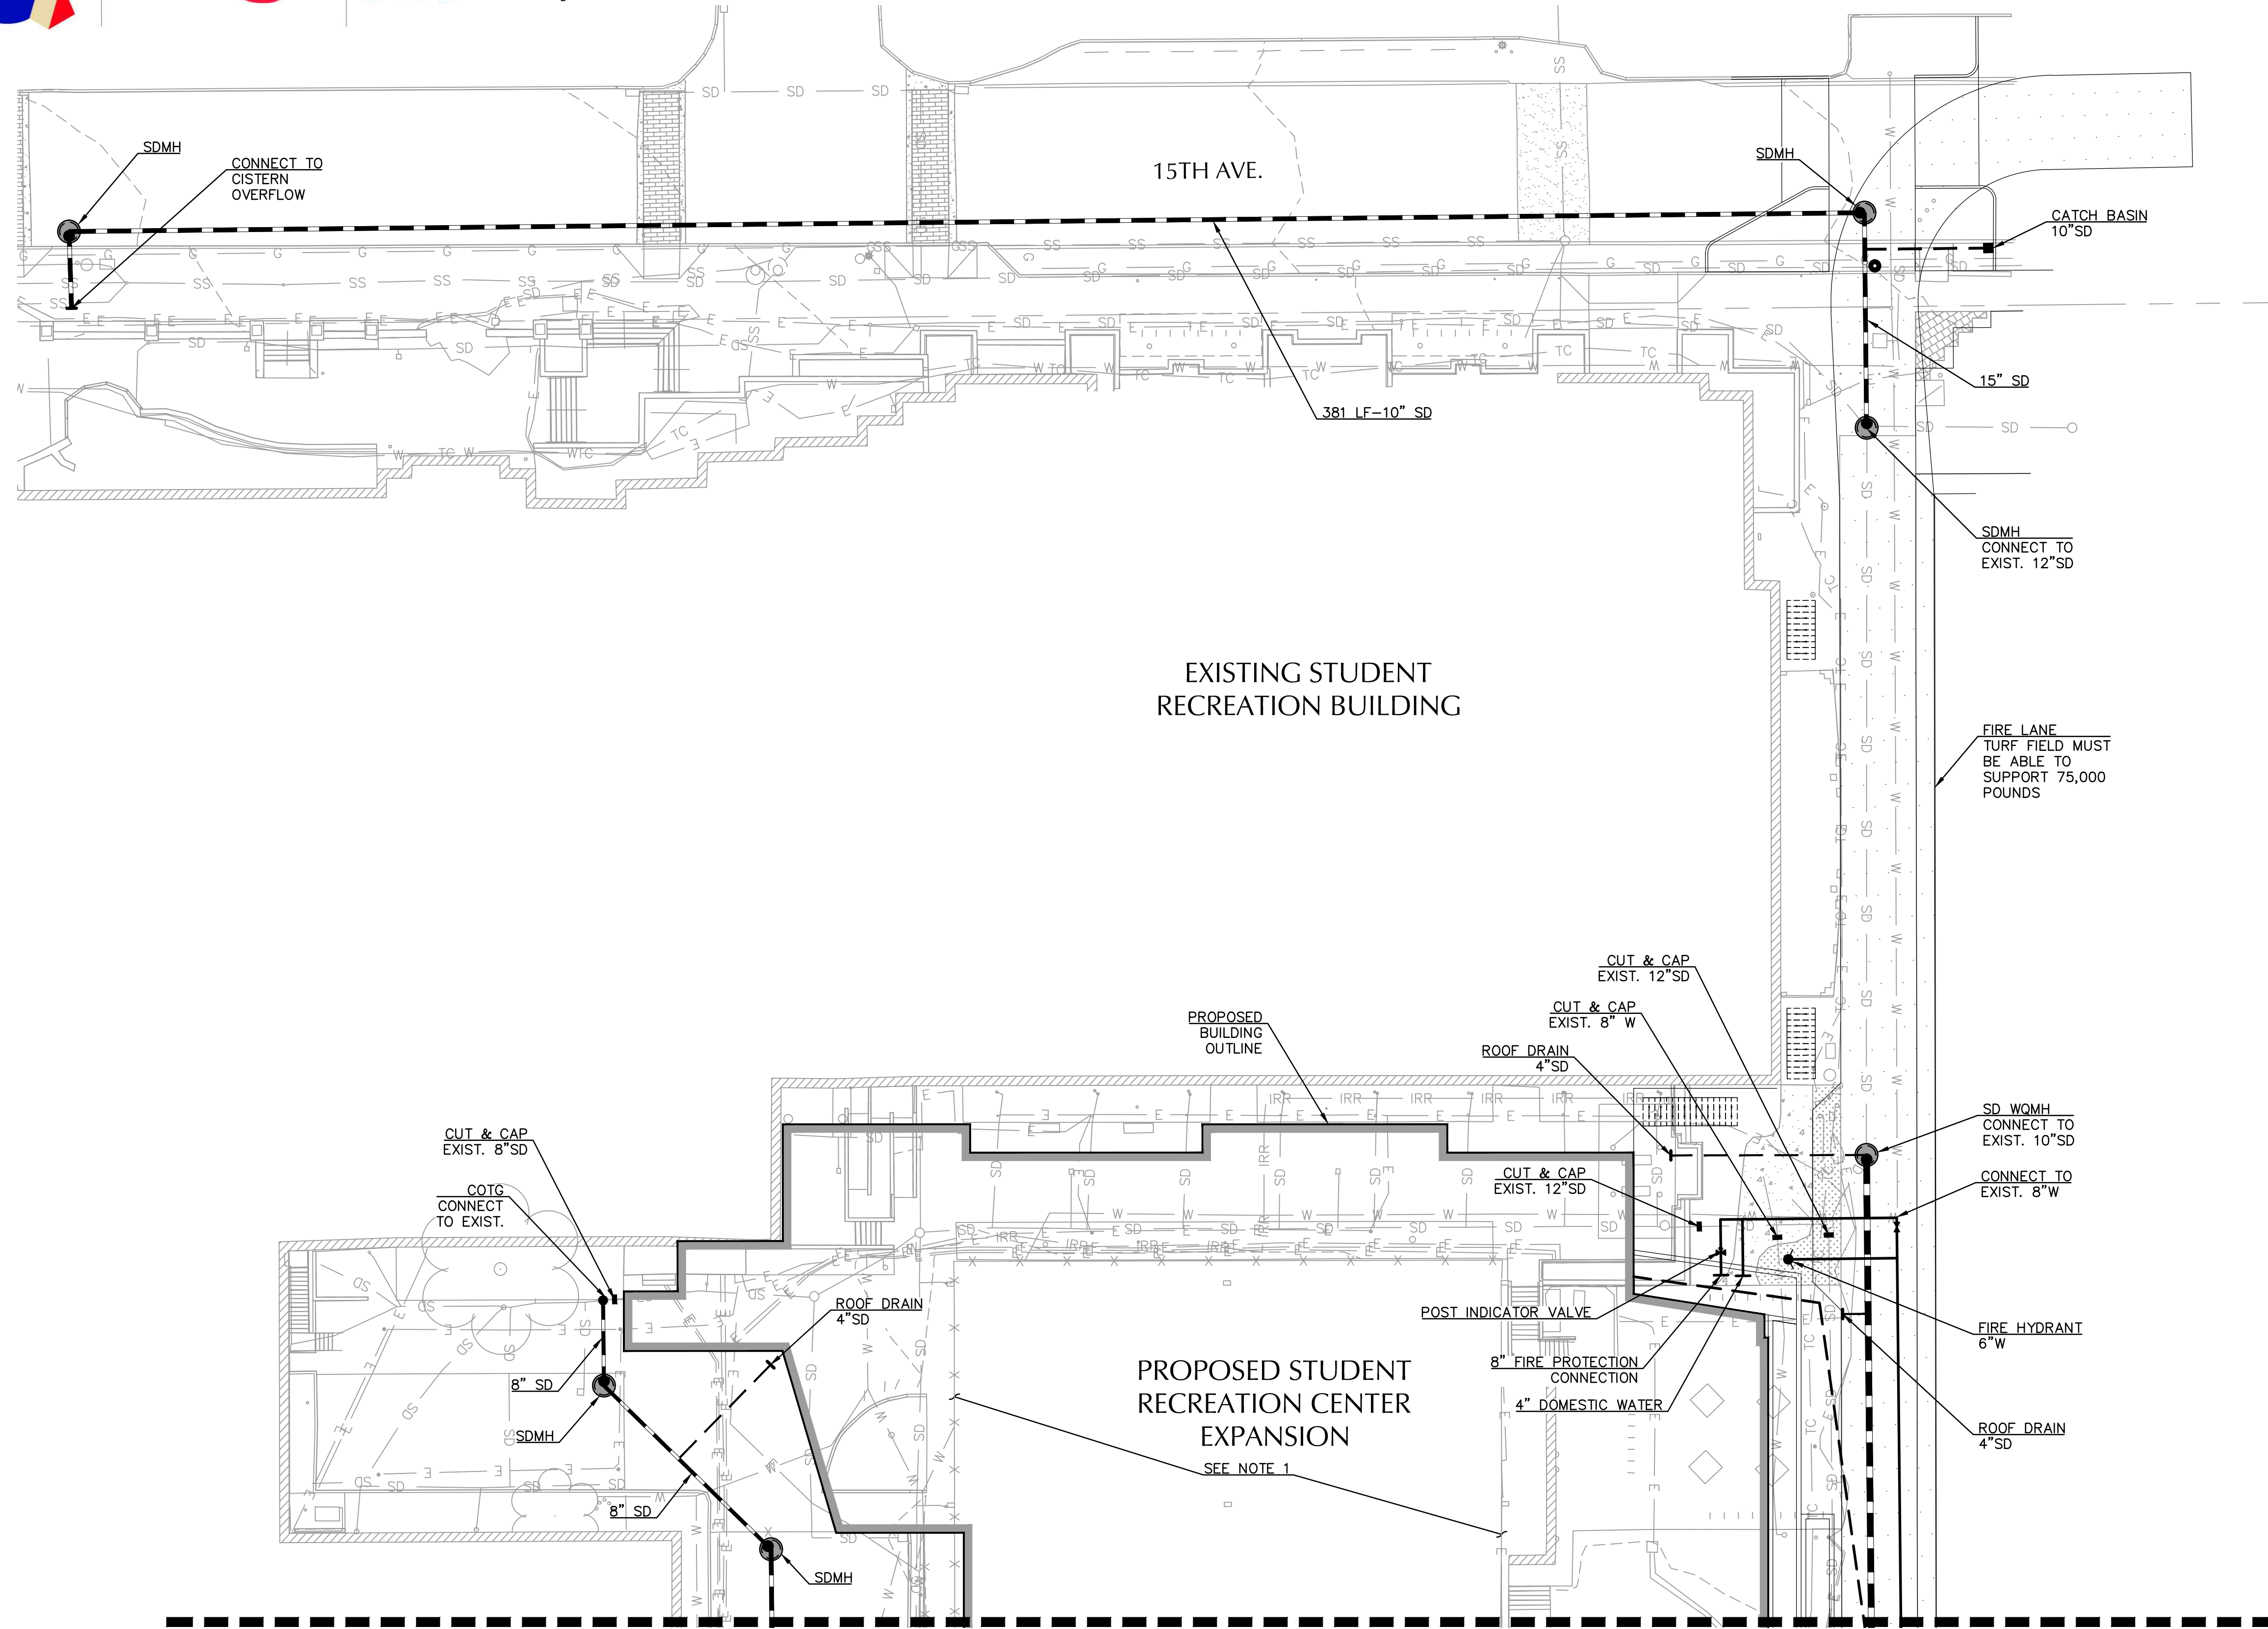 SDMH
CONNECT TO
CISTERN
OVERFLOW
15TH AVE.
SDMH
CATCH BASIN
10"SD
15" SD
381 LF-10" SD
SDMH
CONNECT TO
EXIST. 12"SD
EXISTING STUDENT
RECREATION BUILDING
FIRE LANE
TURF FIELD MUST
BE ABLE TO
SUPPORT 75,000
POUNDS
CUT & CAP
EXIST. 12"SD
CUT & CAP
EXIST. 8" W
PROPOSED
BUILDING
OUTLINE
ROOF DRAIN
4"SD
SD WQMH
CONNECT TO
EXIST. 10"SD
CUT & CAP
EXIST. 8"SD
CUT & CAP
EXIST. 12"SD
CONNECT TO
EXIST. 8"W
COTG
CONNECT
TO EXIST.
ROOF DRAIN
4"SD
POST INDICATOR VALVE
FIRE HYDRANT
6"W
8" FIRE PROTECTION
CONNECTION
PROPOSED STUDENT
RECREATION CENTER
EXPANSION
8" SD
4" DOMESTIC WATER
SDMH
ROOF DRAIN
4"SD
SEE NOTE 1
8" SD
SDMH